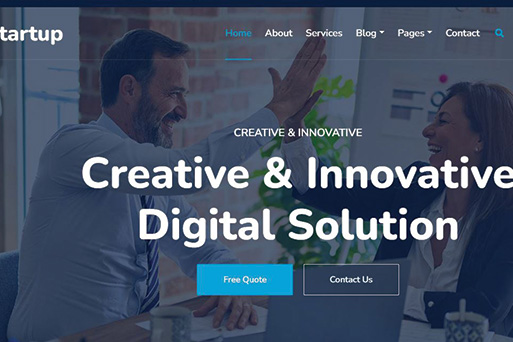 tartup
Home About Services Blog Pages Contact
CREATIVE & INNOVATIVE
Creative & Innovative
Digital Solution
Free Quote Contact Us